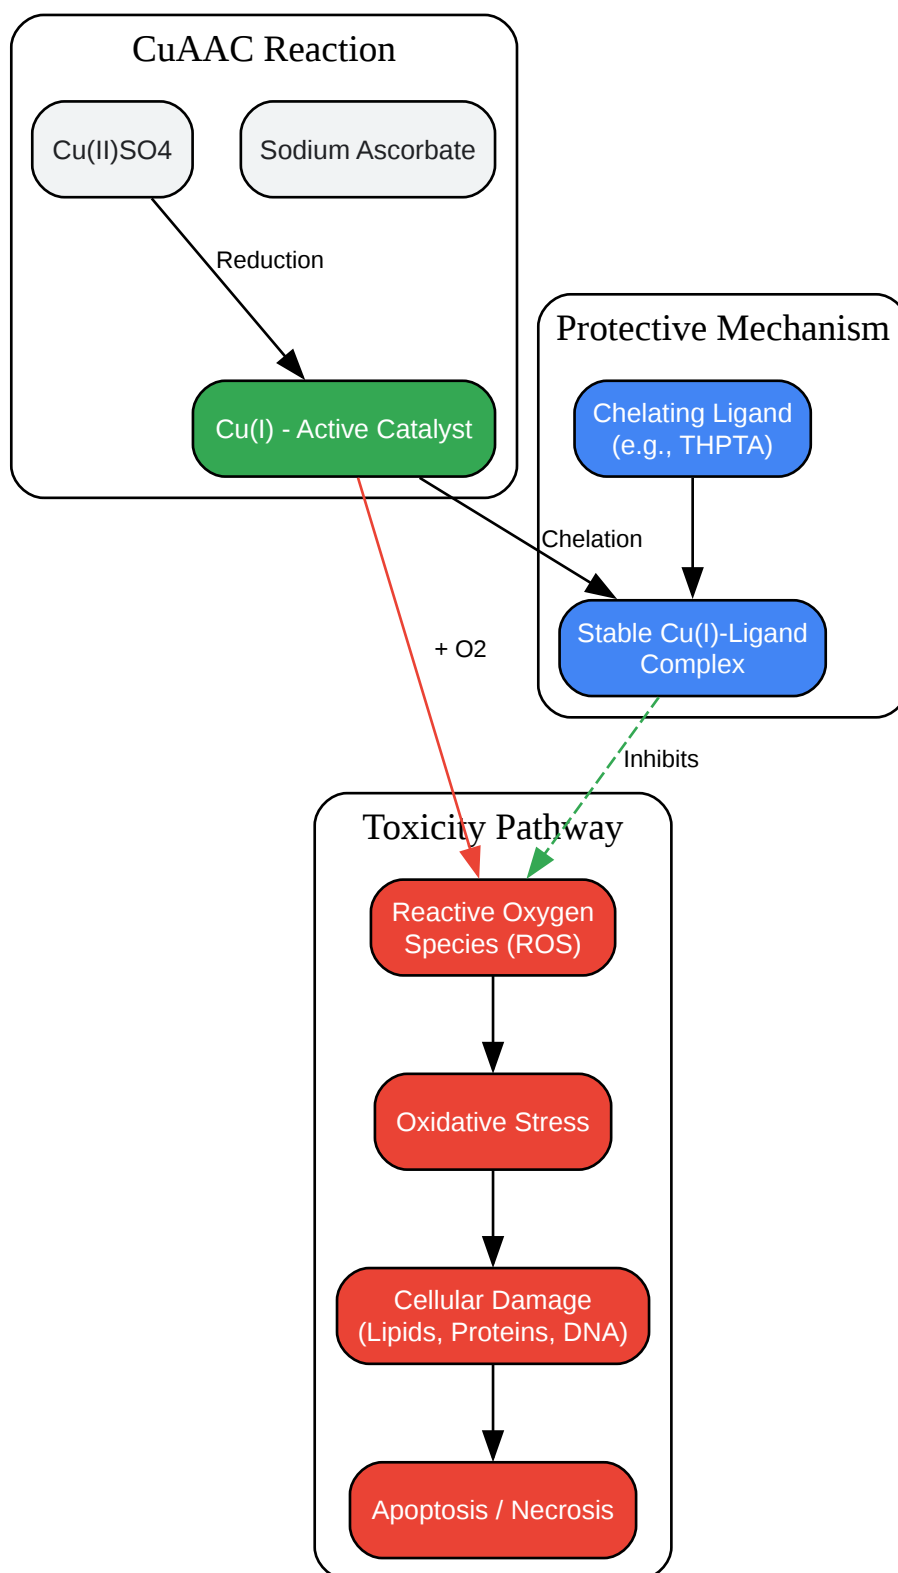 CuAAC Reaction
Cu(II)SO4
Sodium Ascorbate
Reduction
Cu(I) - Active Catalyst
Protective Mechanism
Chelating Ligand
(e.g., THPTA)
Chelation
Stable Cu(I)-Ligand
Complex
+ O2
Inhibits
Toxicity Pathway
Reactive Oxygen
Species (ROS)
Oxidative Stress
Cellular Damage
(Lipids, Proteins, DNA)
Apoptosis / Necrosis